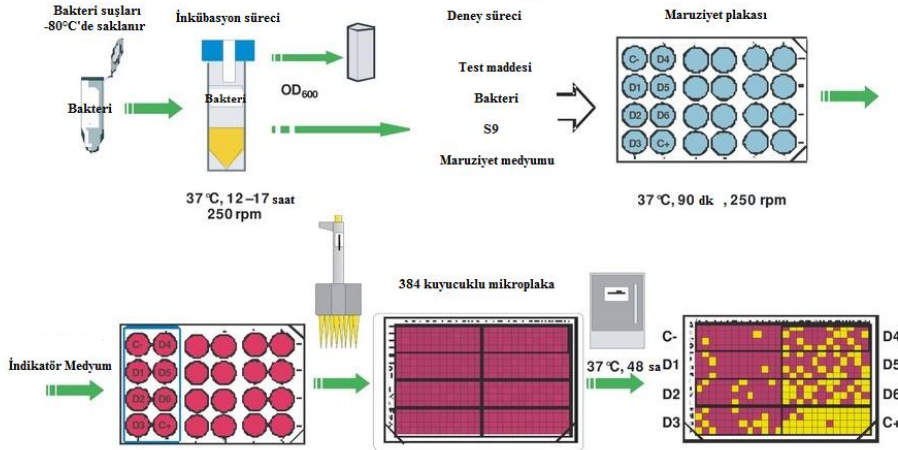 Bakteri suşları
-80°C'de saklanır
Bakteri
İnkübasyon süreci
Bakteri
37 °C, 12 –17 saat
250 rpm
OD600
Deney süreci
Test maddesi
Bakteri
S9
Maruziyet medyumu
Maruziyet plakası
C- D4
D1 D5
D2 D6
D3 C+
37 °C, 90 dk , 250 rpm
İndikatör Medyum
C- D4
D1 D5
D2 D6
D3 C+
384 kuyucuklu mikroplaka
37 °C, 48 sa
C- D4
D1 D5
D2 D6
D3 C+